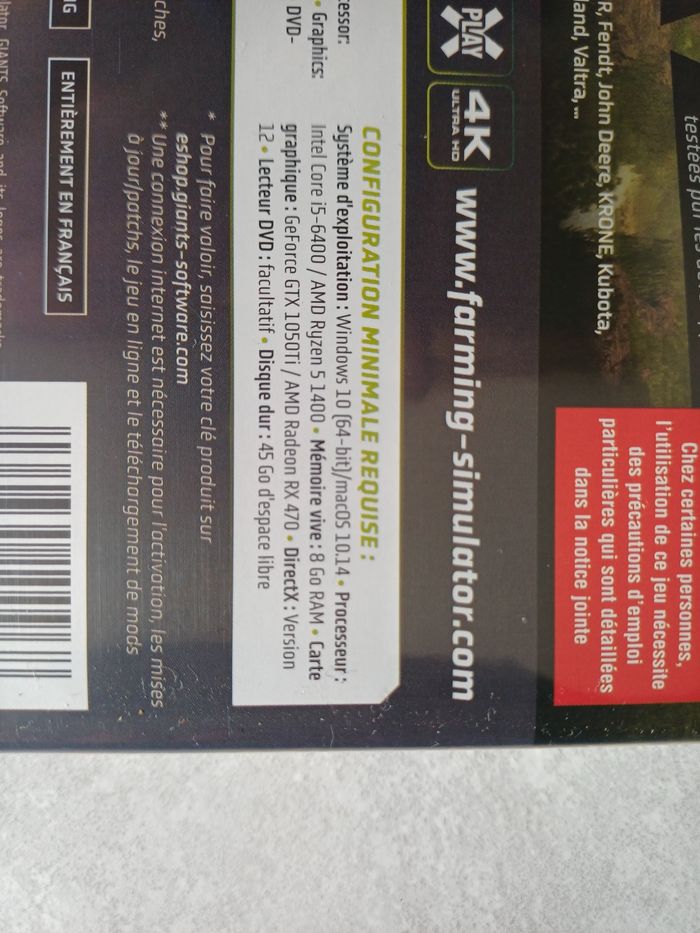 R, Fendt, John Deere, KRONE, Kubota,
land, Valtra,...
Chez certaines personnes,
l'utilisation de ce jeu nécessite
des précautions d'emploi
particulières qui sont détaillées
dans la notice jointe
PLAY
4K
ULTRA HD
www.farming-simulator.com
cessor:
• Graphics:
DVD-
CONFIGURATION MINIMALE REQUISE :
Système d'exploitation : Windows 10 (64-bit)/macOS 10.14 • Processeur :
Intel Core i5-6400 / AMD Ryzen 5 1400 • Mémoire vive : 8 Go RAM • Carte
graphique : GeForce GTX 1050Ti / AMD Radeon RX 470 • DirectX : Version
12 • Lecteur DVD : facultatif • Disque dur : 45 Go d'espace libre
ches,
* Pour faire valoir, saisissez votre clé produit sur
eshop.giants-software.com
** Une connexion internet est nécessaire pour l'activation, les mises
à jour/patchs, le jeu en ligne et le téléchargement de mods
IG
ENTIÈREMENT EN FRANÇAIS